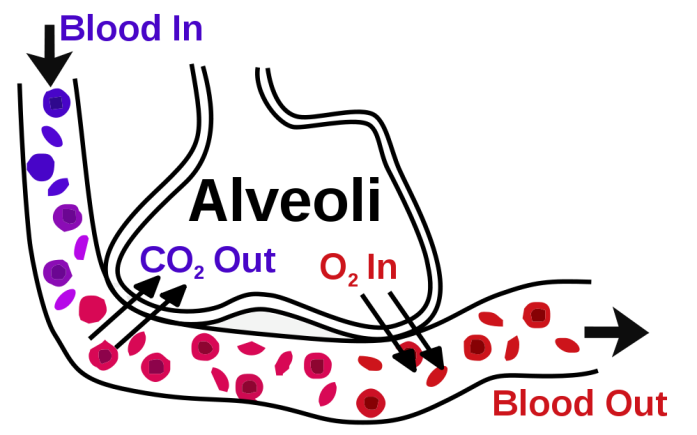 Blood In
Alveoli
CO₂ Out
O₂ In
Blood Out